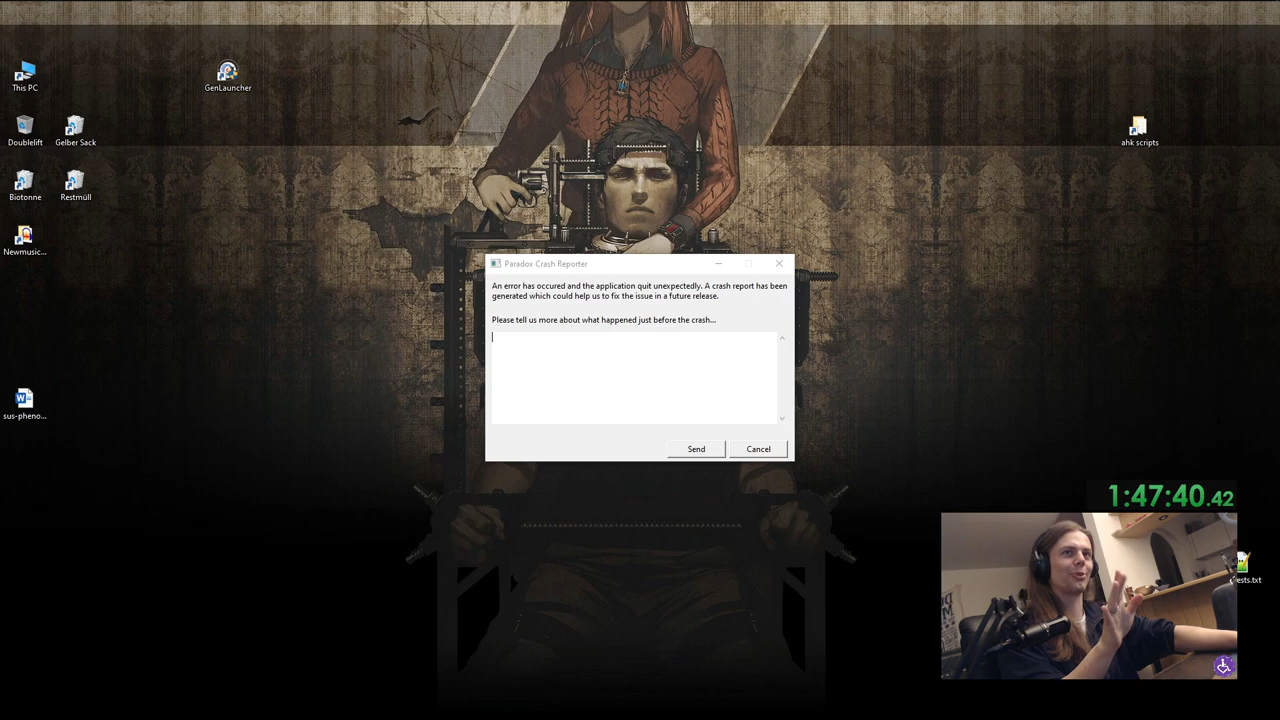 This PC
GenLauncher
Doublelift
Gelber Sack
ahk scripts
Biotonne
Restmüll
Newmusic...
Paradox Crash Reporter
An error has occured and the application quit unexpectedly. A crash report has been
generated which could help us to fix the issue in a future release.
Please tell us more about what happened just before the crash...
sus-pheno...
Send
Cancel
1:47:40.42
ests.txt